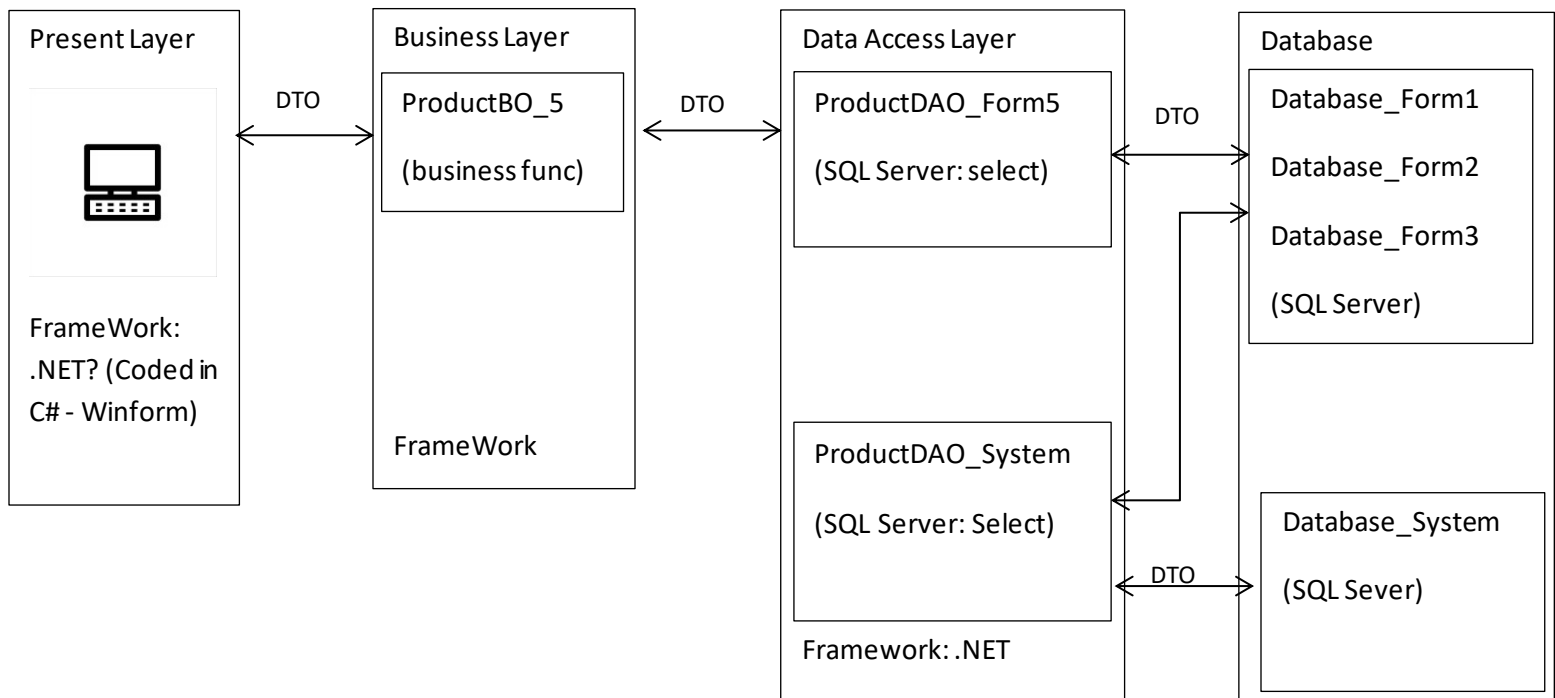 Present Layer
FrameWork:
.NET? (Coded in
C# - Winform)
DTO
Business Layer
ProductBO_5
(business func)
FrameWork
DTO
Data Access Layer
ProductDAO_Form5
(SQL Server: select)
ProductDAO_System
(SQL Server: Select)
Framework: .NET
DTO
DTO
Database
Database_Form1
Database_Form2
Database_Form3
(SQL Server)
Database_System
(SQL Sever)